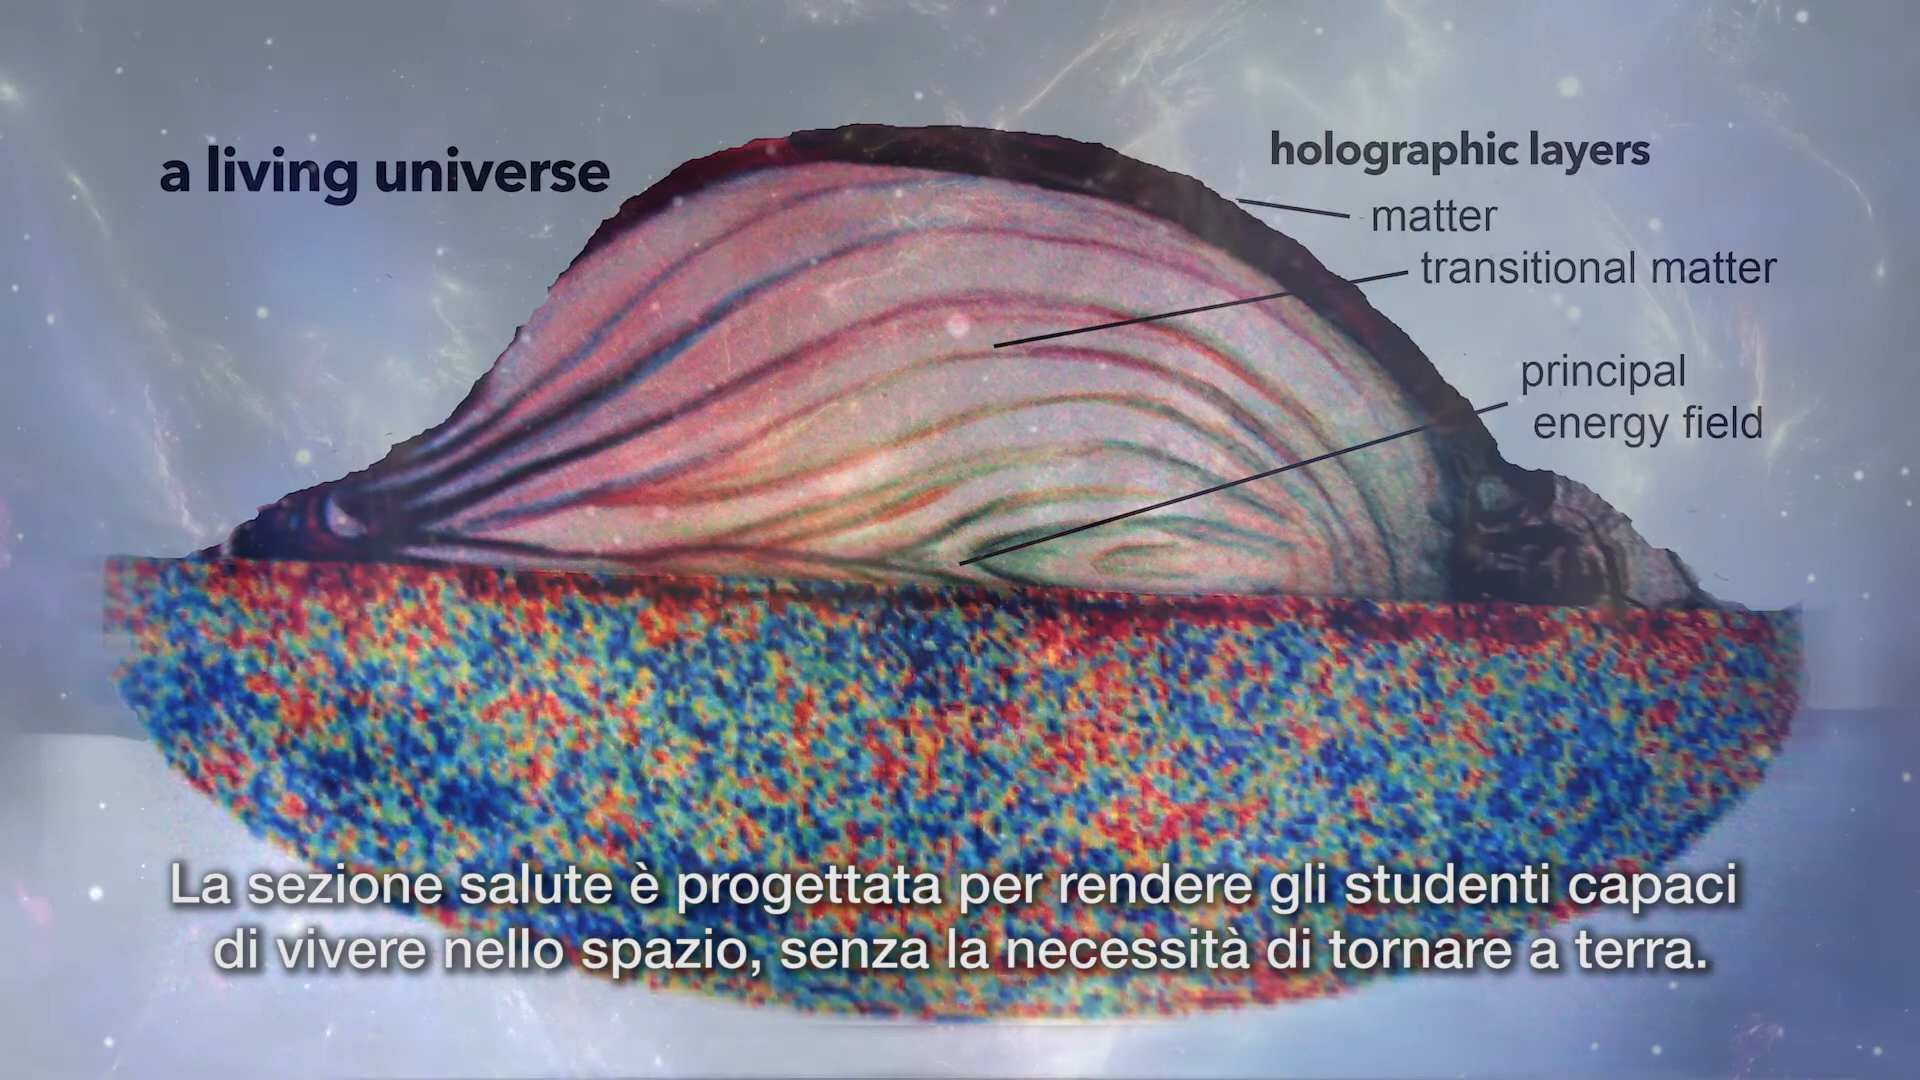 a living universe
holographic layers
matter
transitional matter
principal
energy field
La sezione salute è progettata per rendere gli studenti capaci
di vivere nello spazio, senza la necessità di tornare a terra.